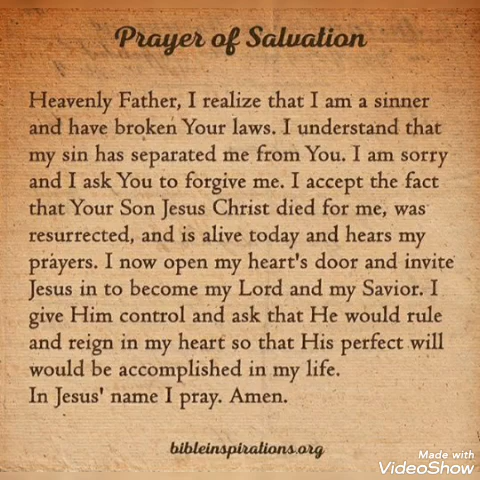 Prayer of Salvation
Heavenly Father, I realize that I am a sinner
and have broken Your laws. I understand that
my sin has separated me from You. I am sorry
and I ask You to forgive me. I accept the fact
that Your Son Jesus Christ died for me, was
resurrected, and is alive today and hears my
prayers. I now open my heart's door and invite
Jesus in to become my Lord and my Savior. I
give Him control and ask that He would rule
and reign in my heart so that His perfect will
would be accomplished in my life.
In Jesus' name I pray. Amen.
bibleinspirations.org
Made with
VideoShow